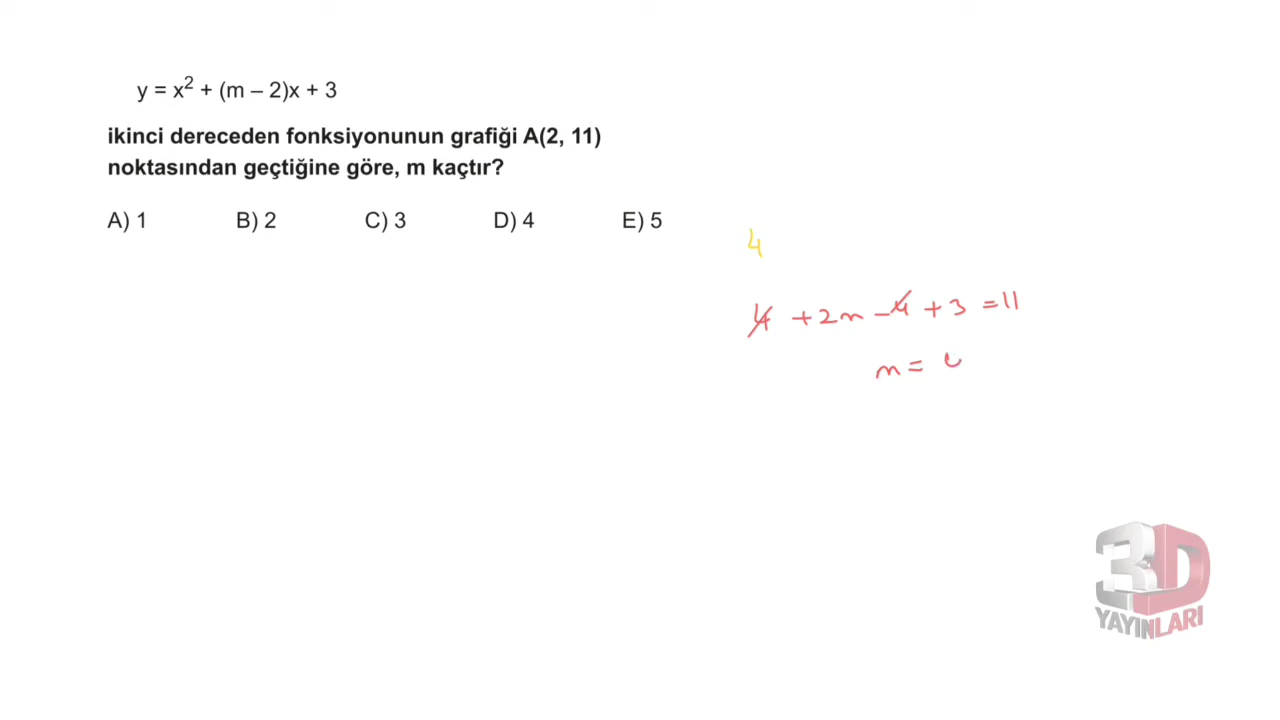 y = x² + (m – 2)x + 3
ikinci dereceden fonksiyonunun grafiği A(2, 11)
noktasından geçtiğine göre, m kaçtır?
A) 1 B) 2 C) 3 D) 4 E) 5
4
4 + 2m - 4 + 3 = 11
m =
3D
YAYINLARI